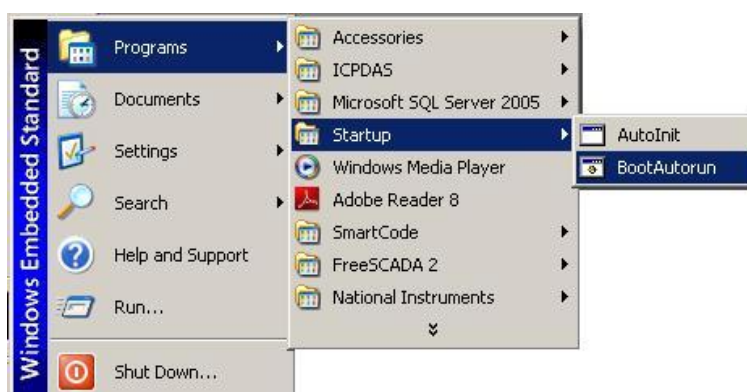 Windows Embedded Standard
Programs
Documents
Settings
Search
Help and Support
Run...
Shut Down...
Accessories
ICPDAS
Microsoft SQL Server 2005
Startup
Windows Media Player
Adobe Reader 8
SmartCode
FreeSCADA 2
National Instruments
AutoInit
BootAutorun